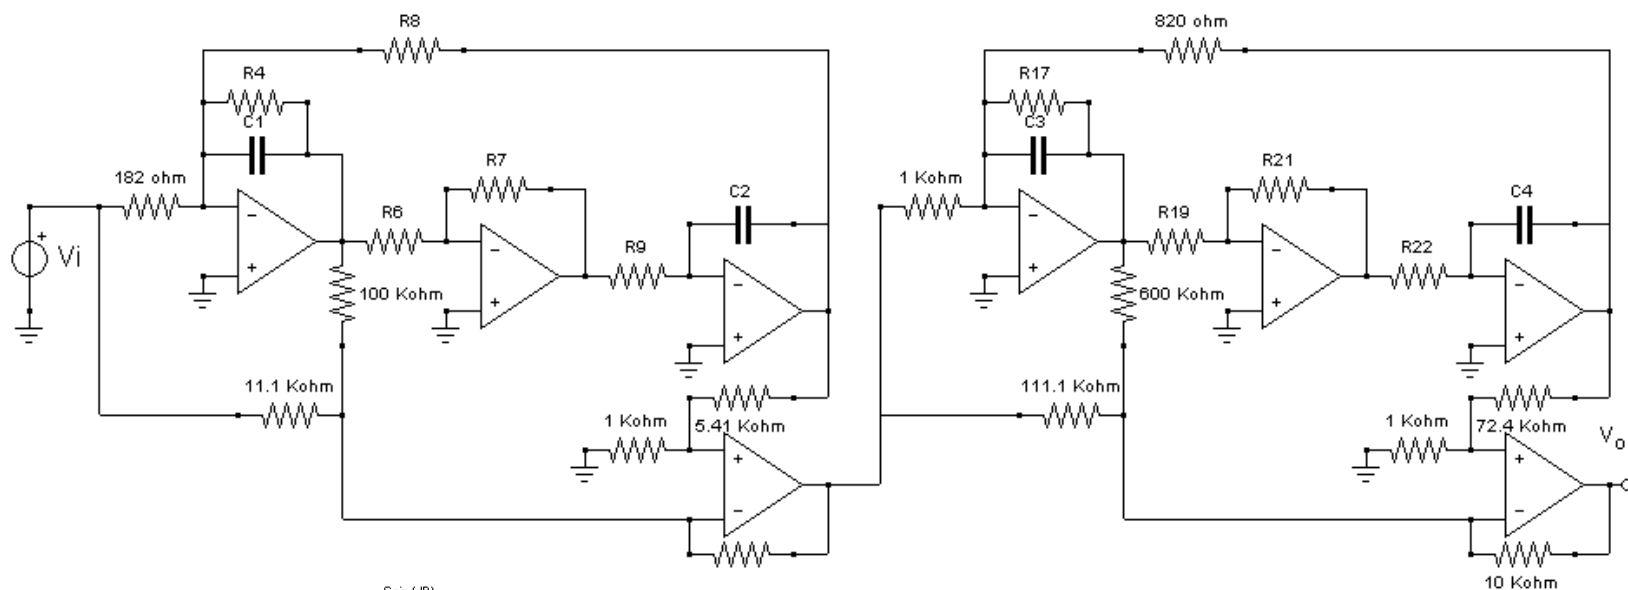 R8
820 ohm
R4
R17
C1
C3
182 ohm
R7
1 Kohm
R21
C2
C4
R6
R19
Vi
R9
R22
100 Kohm
600 Kohm
11.1 Kohm
111.1 Kohm
1 Kohm
5.41 Kohm
1 Kohm
72.4 Kohm
Vo
10 Kohm